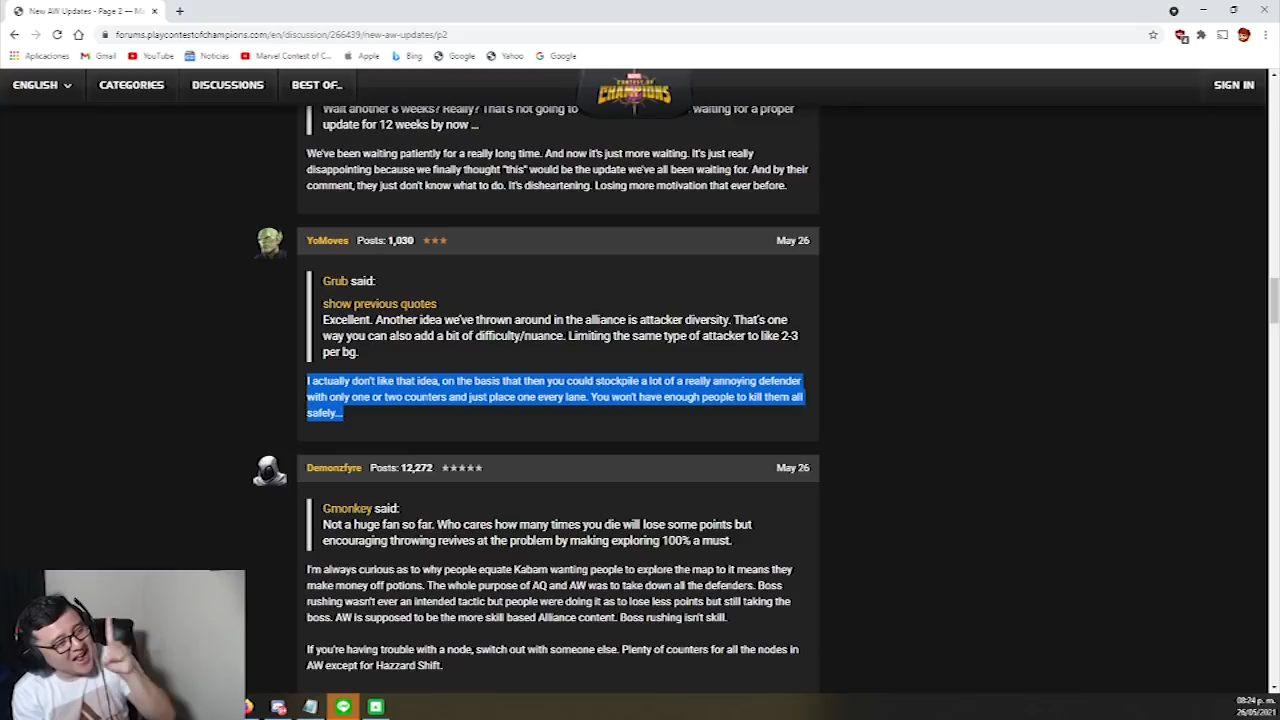 New AW Updates - Page 2 — Ma
forums.playcontestofchampions.com/en/discussion/266439/new-aw-updates/p2
Aplicaciones
Gmail
YouTube
Noticias
Marvel Contest of C...
Apple
Bing
Google
Yahoo
Google
ENGLISH
CATEGORIES
DISCUSSIONS
BEST OF...
MARVEL
CONTEST OF
CHAMPIONS
SIGN IN
Wait another 8 weeks? Really? That's not going to
waiting for a proper
update for 12 weeks by now ...
We've been waiting patiently for a really long time. And now it's just more waiting. It's just really
disappointing because we finally thought "this" would be the update we've all been waiting for. And by their
comment, they just don't know what to do. It's disheartening. Losing more motivation that ever before.
YoMoves Posts: 1,030 ★★★
May 26
Grub said:
show previous quotes
Excellent. Another idea we've thrown around in the alliance is attacker diversity. That's one
way you can also add a bit of difficulty/nuance. Limiting the same type of attacker to like 2-3
per bg.
I actually don't like that idea, on the basis that then you could stockpile a lot of a really annoying defender
with only one or two counters and just place one every lane. You won't have enough people to kill them all
safely...
Demonzfyre Posts: 12,272 ★★★★★
May 26
Gmonkey said:
Not a huge fan so far. Who cares how many times you die will lose some points but
encouraging throwing revives at the problem by making exploring 100% a must.
I'm always curious as to why people equate Kabam wanting people to explore the map to it means they
make money off potions. The whole purpose of AQ and AW was to take down all the defenders. Boss
rushing wasn't ever an intended tactic but people were doing it as to lose less points but still taking the
boss. AW is supposed to be the more skill based Alliance content. Boss rushing isn't skill.
If you're having trouble with a node, switch out with someone else. Plenty of counters for all the nodes in
AW except for Hazzard Shift.
08:24 p. m.
26/05/2021